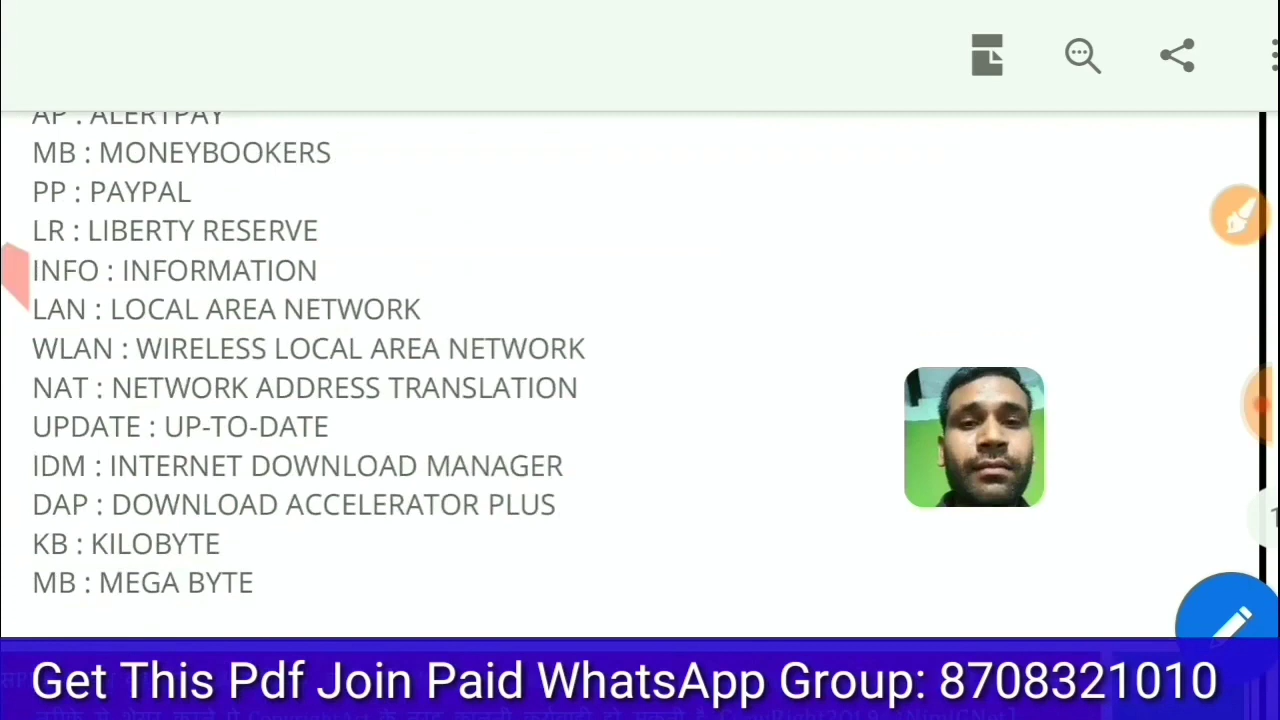 AP : ALERTPAY
MB : MONEYBOOKERS
PP : PAYPAL
LR : LIBERTY RESERVE
INFO : INFORMATION
LAN : LOCAL AREA NETWORK
WLAN : WIRELESS LOCAL AREA NETWORK
NAT : NETWORK ADDRESS TRANSLATION
UPDATE : UP-TO-DATE
IDM : INTERNET DOWNLOAD MANAGER
DAP : DOWNLOAD ACCELERATOR PLUS
KB : KILOBYTE
MB : MEGA BYTE
Get This Pdf Join Paid WhatsApp Group: 8708321010